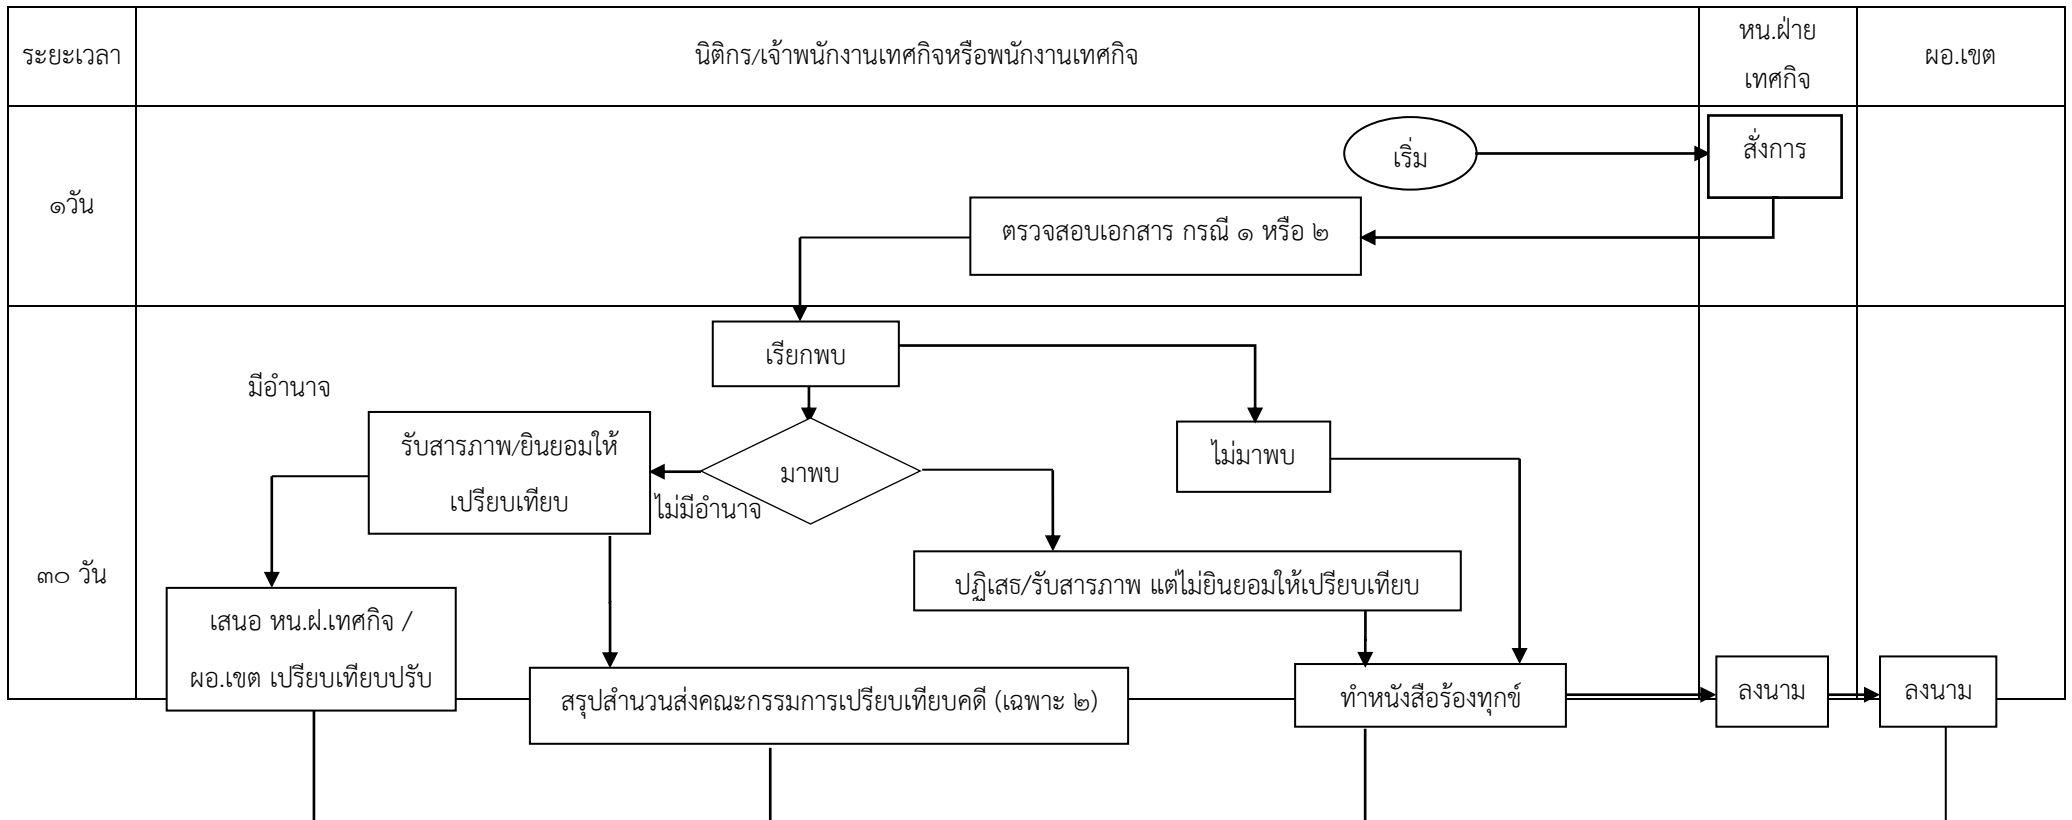 ระยะเวลา
นิติกร/เจ้าพนักงานเทศกิจหรือพนักงานเทศกิจ
หน.ฝ่าย
เทศกิจ
ผอ.เขต
๑วัน
เริ่ม
สั่งการ
ตรวจสอบเอกสาร กรณี ๑ หรือ ๒
๓๐ วัน
เรียกพบ
มีอำนาจ
รับสารภาพ/ยินยอมให้
เปรียบเทียบ
มาพบ
ไม่มาพบ
ไม่มีอำนาจ
ปฏิเสธ/รับสารภาพ แต่ไม่ยินยอมให้เปรียบเทียบ
เสนอ หน.ฝ.เทศกิจ /
ผอ.เขต เปรียบเทียบปรับ
สรุปสำนวนส่งคณะกรรมการเปรียบเทียบคดี (เฉพาะ ๒)
ทำหนังสือร้องทุกข์
ลงนาม
ลงนาม